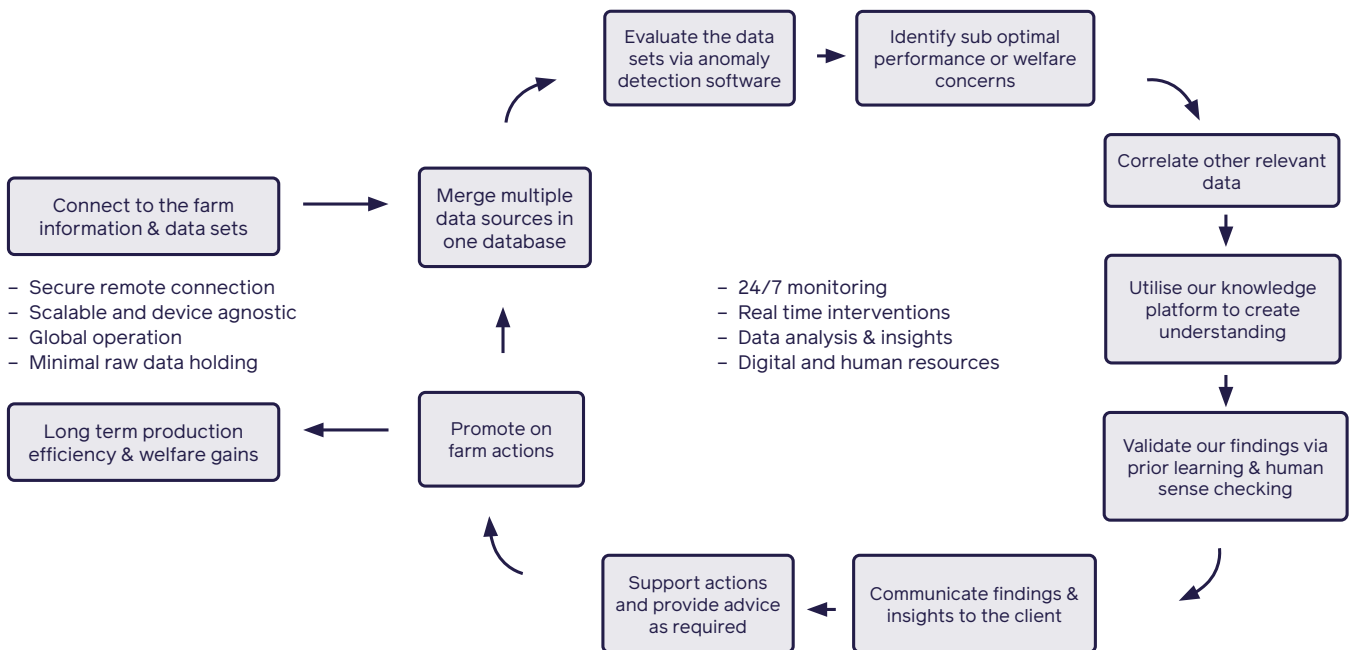 Evaluate the data
sets via anomaly
detection software
Identify sub optimal
performance or welfare
concerns
Correlate other relevant
data
Connect to the farm
information & data sets
Merge multiple
data sources in
one database
– Secure remote connection
– Scalable and device agnostic
– Global operation
– Minimal raw data holding
– 24/7 monitoring
– Real time interventions
– Data analysis & insights
– Digital and human resources
Utilise our knowledge
platform to create
understanding
Long term production
efficiency & welfare gains
Promote on
farm actions
Validate our findings via
prior learning & human
sense checking
Support actions
and provide advice
as required
Communicate findings &
insights to the client